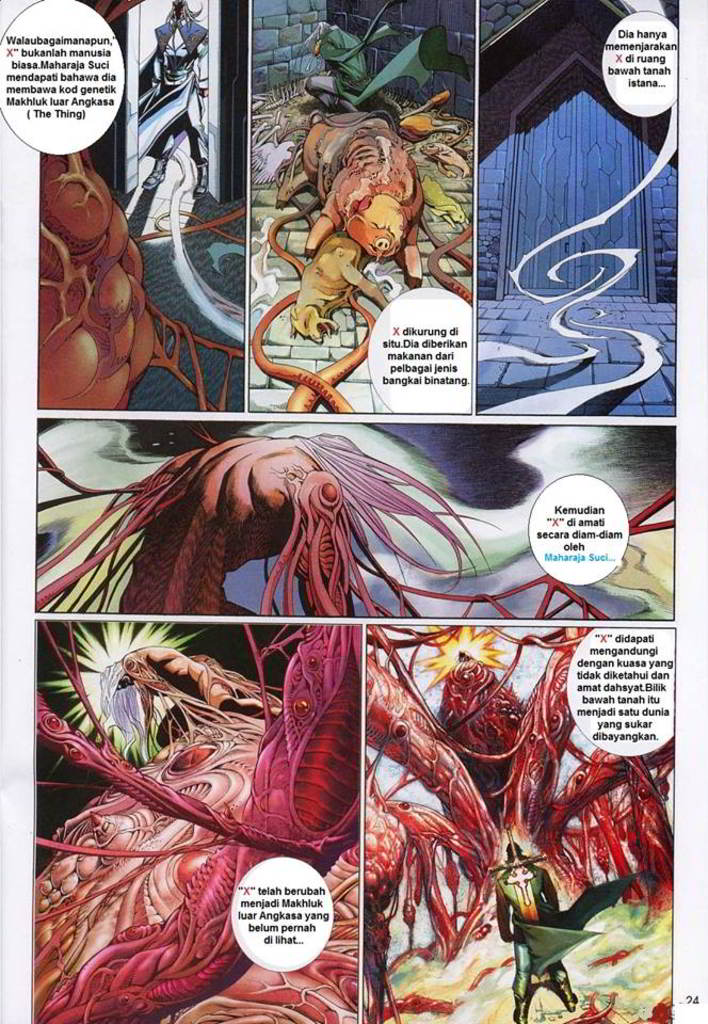 Walaubagaimanapun,"
X" bukanlah manusia
biasa.Maharaja Suci
mendapati bahawa dia
membawa kod genetik
Makhluk luar Angkasa
( The Thing)
X dikurung di
situ.Dia diberikan
makanan dari
pelbagai jenis
bangkai binatang.
Dia hanya
memenjarakan
X di ruang
bawah tanah
istana...
Kemudian
"X" di amati
secara diam-diam
oleh
Maharaja Suci...
"X" telah berubah
menjadi Makhluk
luar Angkasa yang
belum pernah
di lihat...
"X" didapati
mengandungi
dengan kuasa yang
tidak diketahui dan
amat dahsyat.Bilik
bawah tanah itu
menjadi satu dunia
yang sukar
dibayangkan.
24